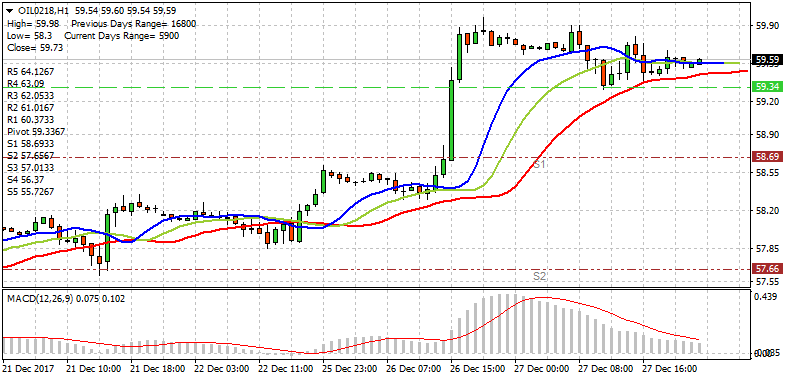 OIL0218,H1 59.54 59.60 59.54 59.59
High= 59.98 Previous Days Range= 16800
Low= 58.3 Current Days Range= 5900
Close= 59.73
R5 64.1267
R4 63.09
R3 62.0533
R2 61.0167
R1 60.3733
Pivot 59.3367
S1 58.6933
S2 57.6567
S3 57.0133
S4 56.37
S5 55.7267
S1
S2
59.90
59.59
59.34
59.20
58.90
58.69
58.55
58.20
57.85
57.66
57.55
MACD(12,26,9) 0.075 0.102
0.439
21 Dec 2017 21 Dec 10:00 21 Dec 18:00 22 Dec 03:00 22 Dec 11:00 25 Dec 23:00 26 Dec 07:00 26 Dec 15:00 27 Dec 00:00 27 Dec 08:00 27 Dec 16:00